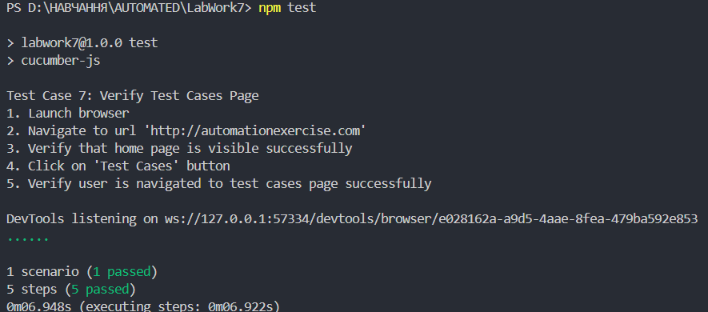 PS D:\НАВЧАННЯ\AUTOMATED\LabWork7> npm test
> labwork7@1.0.0 test
> cucumber-js
Test Case 7: Verify Test Cases Page
1. Launch browser
2. Navigate to url 'http://automationexercise.com'
3. Verify that home page is visible successfully
4. Click on 'Test Cases' button
5. Verify user is navigated to test cases page successfully
DevTools listening on ws://127.0.0.1:57334/devtools/browser/e028162a-a9d5-4aae-8fea-479ba592e853
......
1 scenario (1 passed)
5 steps (5 passed)
0m06.948s (executing steps: 0m06.922s)